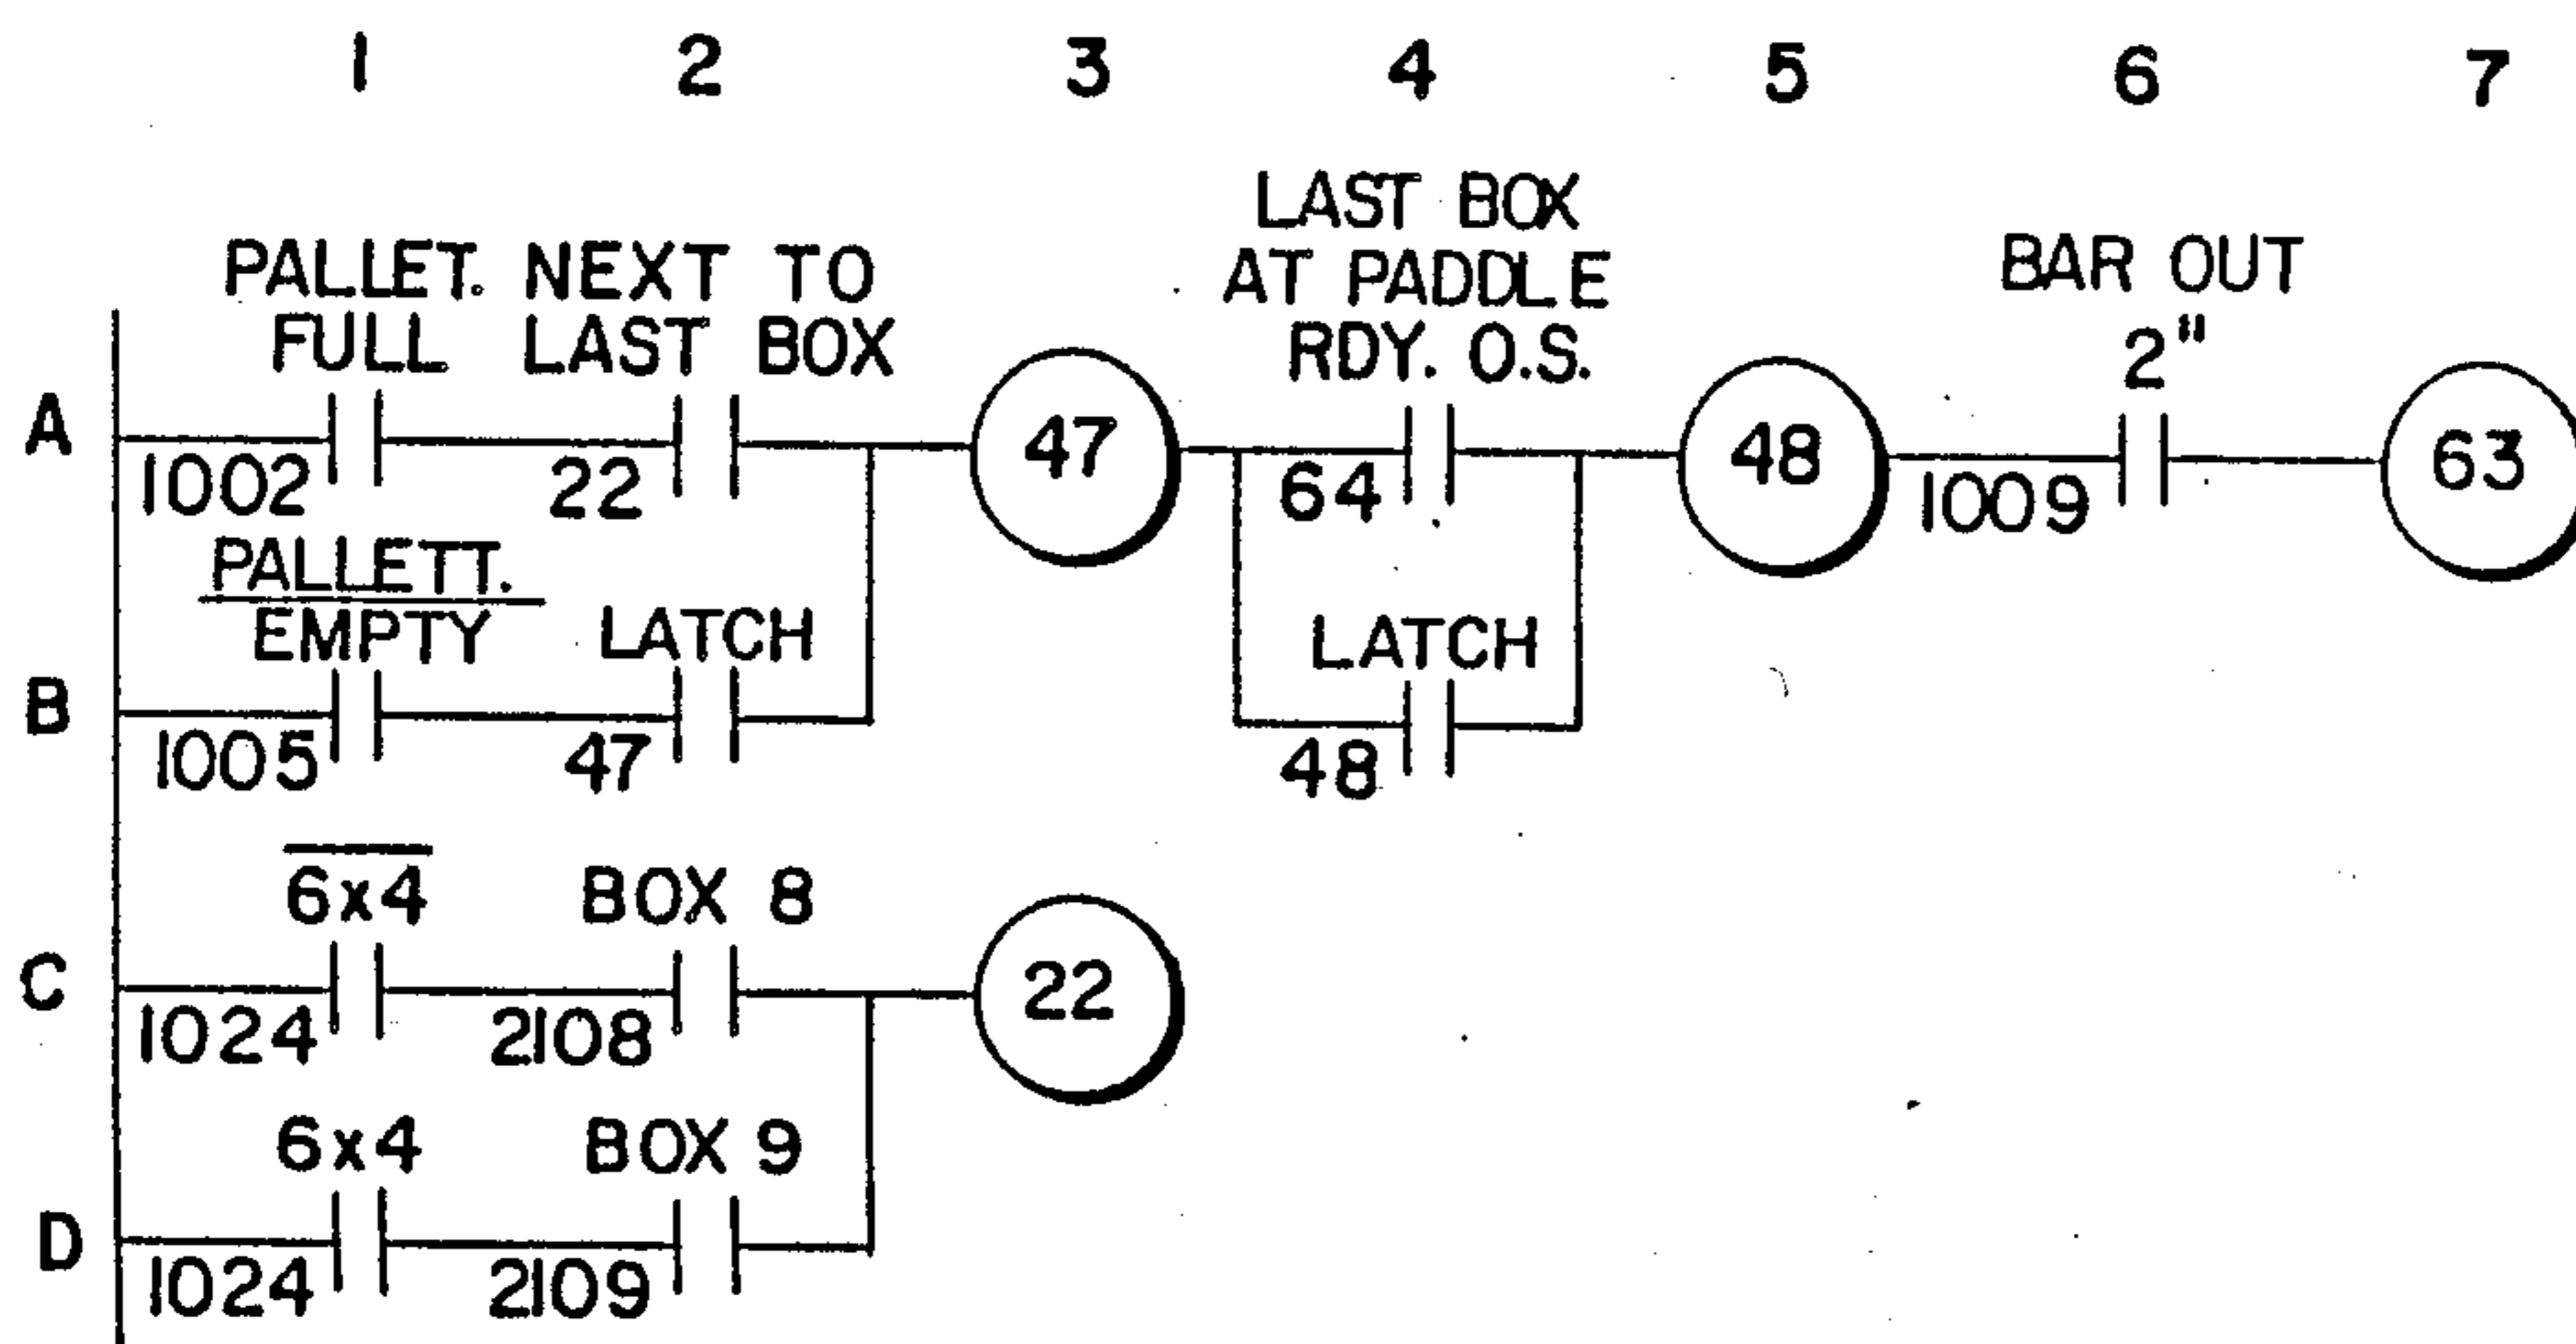 1 2 3 4 5 6 7
LAST BOX
AT PADDLE
RDY. O.S.
PALLET. NEXT TO
FULL LAST BOX
BAR OUT
2"
A
1002
22
47
64
48
1009
63
PALLETT.
EMPTY
LATCH
LATCH
B
1005
47
48
6x4
BOX 8
C
1024
2108
22
6x4
BOX 9
D
1024
2109